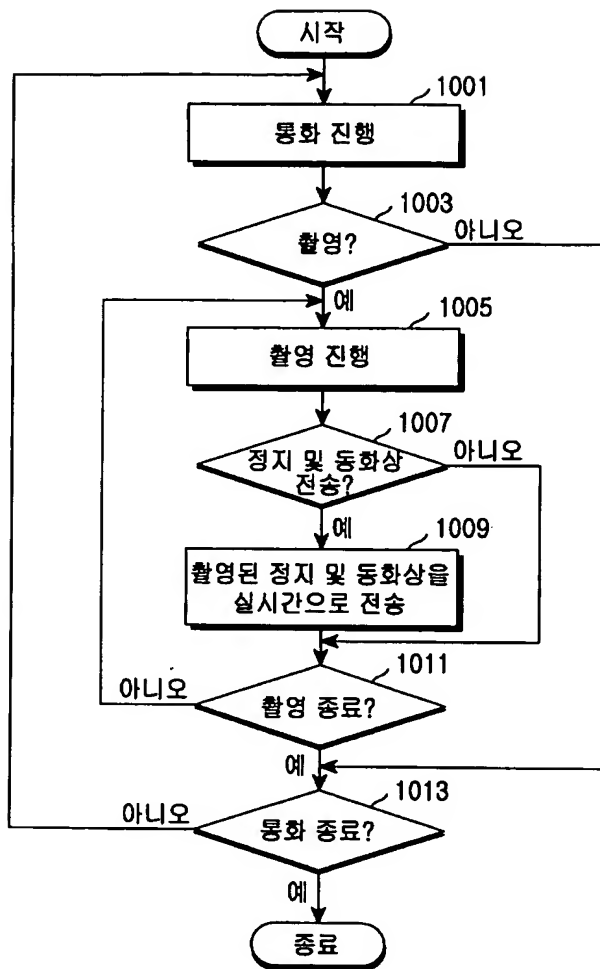 시작
1001
통화 진행
1003
촬영?
아니오
예
1005
촬영 진행
1007
정지 및 동화상
전송?
아니오
예
1009
촬영된 정지 및 동화상을
실시간으로 전송
1011
아니오
촬영 종료?
예
1013
아니오
통화 종료?
예
종료